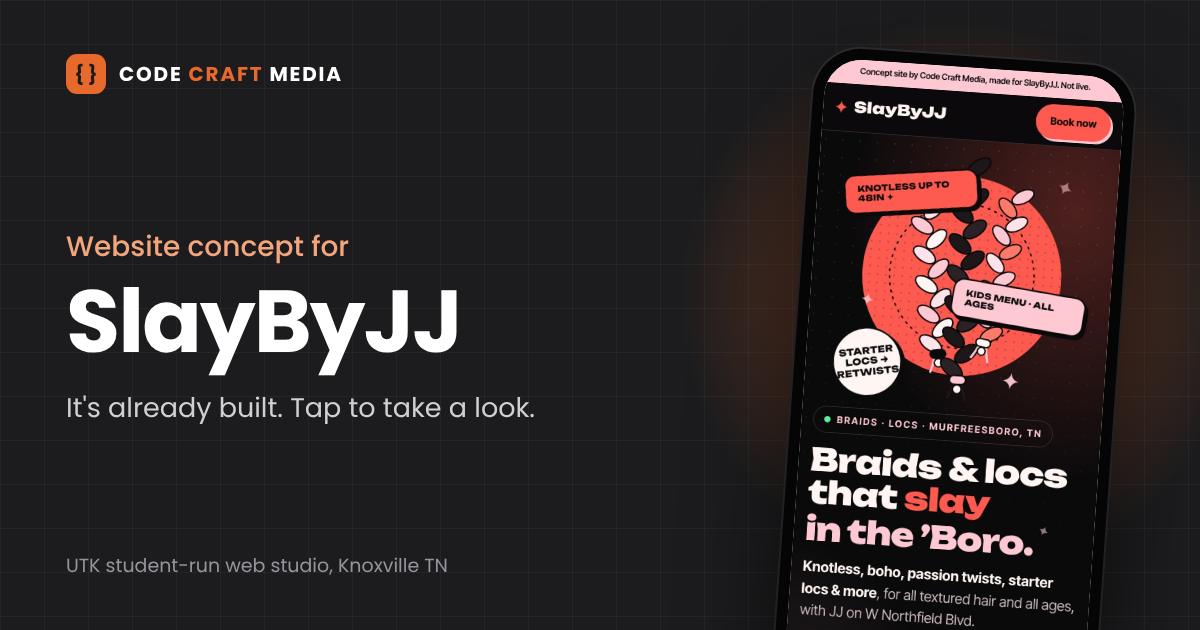 { } CODE CRAFT MEDIA
Website concept for
SlayByJJ
It's already built. Tap to take a look.
UTK student-run web studio, Knoxville TN
Concept site by Code Craft Media, made for SlayByJJ. Not live.
SlayByJJ
Book now
KNOTLESS UP TO
48IN +
KIDS MENU · ALL
AGES
STARTER
LOCS →
RETWISTS
BRAIDS · LOCS · MURFREESBORO, TN
Braids & locs
that slay
in the ’Boro.
Knotless, boho, passion twists, starter
locs & more, for all textured hair and all ages,
with JJ on W Northfield Blvd.